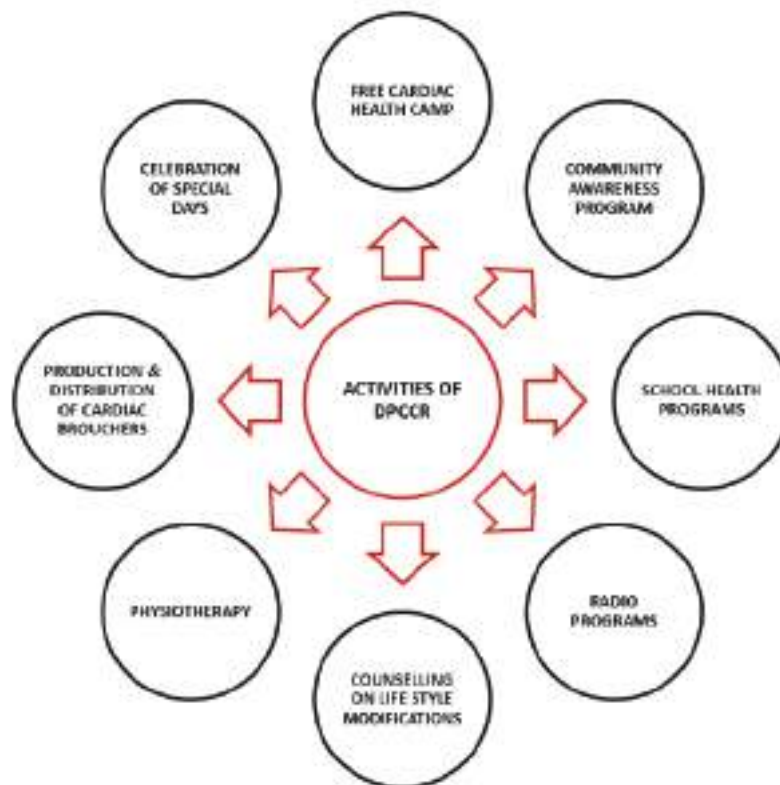 FREE CARDIAC
HEALTH CAMP
COMMUNITY
AWARENESS
PROGRAM
SCHOOL HEALTH
PROGRAMS
RADIO
PROGRAMS
COUNSELLING
ON LIFE STYLE
MODIFICATIONS
PHYSIOTHERAPY
PRODUCTION &
DISTRIBUTION
OF CARDIAC
BROUCHERS
CELEBRATION
OF SPECIAL
DAYS
ACTIVITIES OF
DPCCR